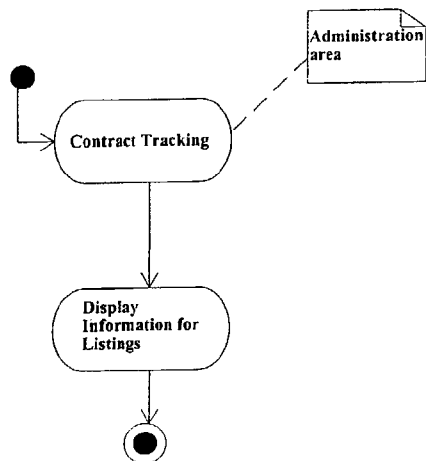 Administration
area
Contract Tracking
Display
Information for
Listings